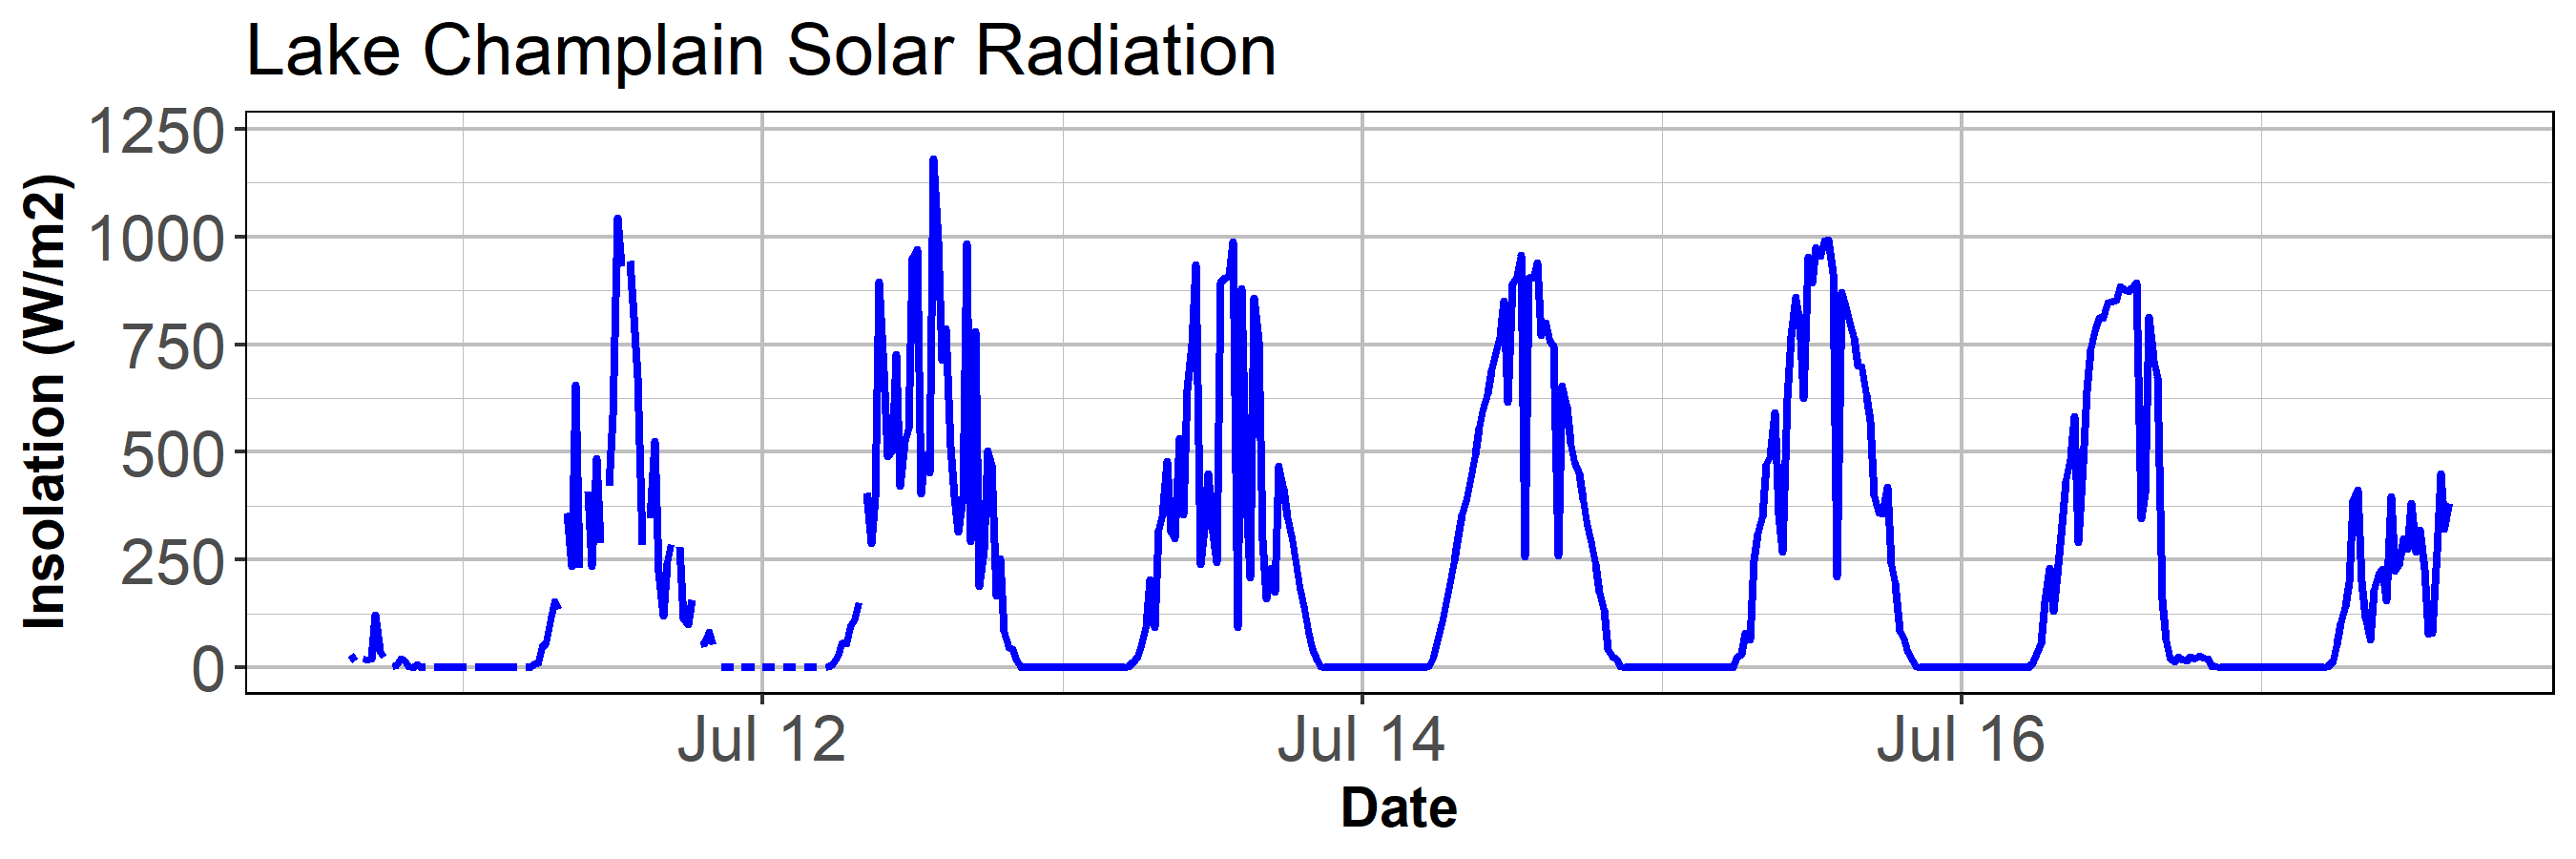 Lake Champlain Solar Radiation
Insolation (W/m2)
1250
1000
750
500
250
0
Jul 12
Jul 14
Jul 16
Date